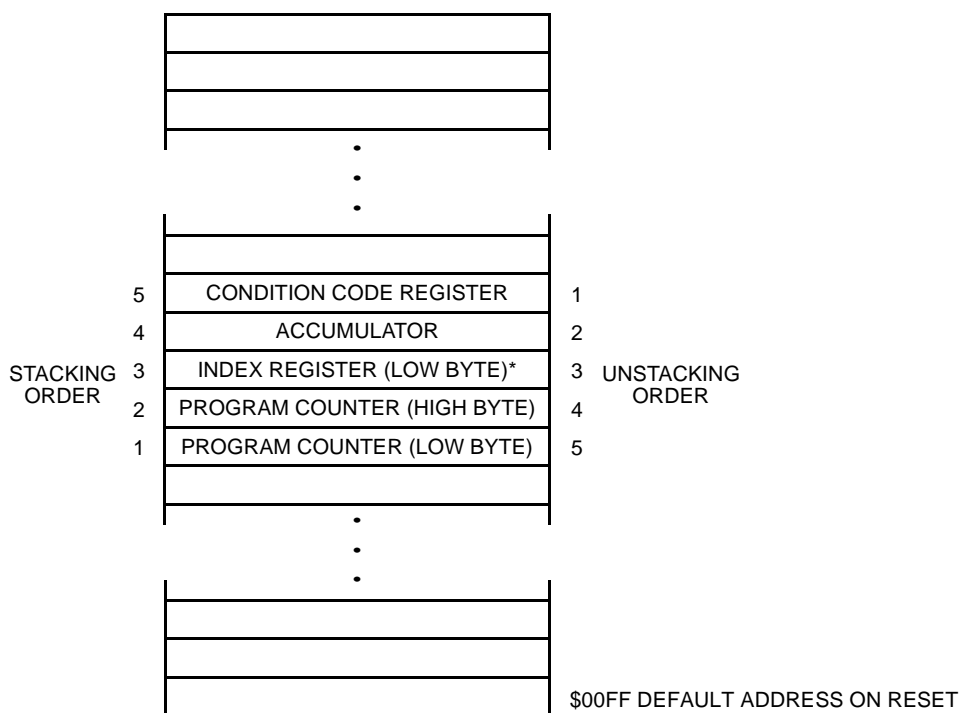 5 CONDITION CODE REGISTER 1
4 ACCUMULATOR 2
STACKING ORDER
3 INDEX REGISTER (LOW BYTE)* 3
UNSTACKING ORDER
2 PROGRAM COUNTER (HIGH BYTE) 4
1 PROGRAM COUNTER (LOW BYTE) 5
$00FF DEFAULT ADDRESS ON RESET